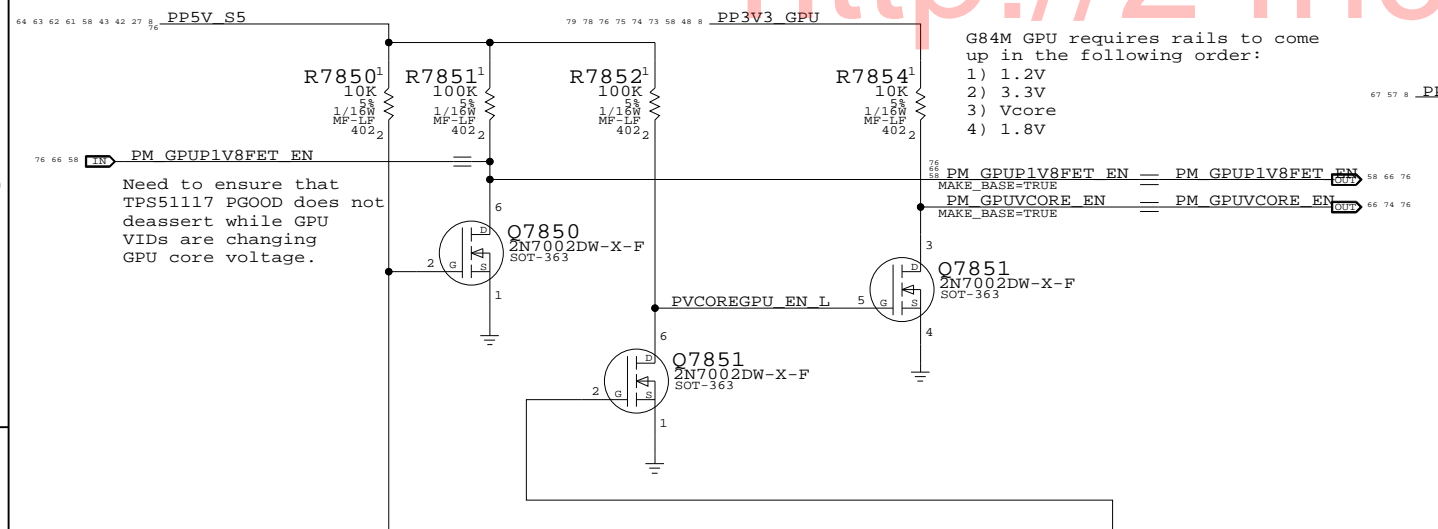 http://
64 63 62 61 58 43 42 27 8
76
PP5V_S5
79 78 76 75 74 73 58 48 8
PP3V3_GPU
G84M GPU requires rails to come
up in the following order:
1) 1.2V
2) 3.3V
3) Vcore
4) 1.8V
67 57 8
R7850
1
10K
5%
1/16W
MF-LF
402
2
R7851
1
100K
5%
1/16W
MF-LF
402
2
R7852
1
100K
5%
1/16W
MF-LF
402
2
R7854
1
10K
5%
1/16W
MF-LF
402
2
76 66 58
IN
PM_GPUP1V8FET_EN
Need to ensure that
TPS51117 PGOOD does not
deassert while GPU
VIDs are changing
GPU core voltage.
76
66
58
PM_GPUP1V8FET_EN
MAKE_BASE=TRUE
PM_GPUP1V8FET_EN
OUT
58 66 76
PM_GPUVCORE_EN
MAKE_BASE=TRUE
PM_GPUVCORE_EN
OUT
66 74 76
6
D
Q7850
2N7002DW-X-F
SOT-363
2
G
S
1
3
D
Q7851
2N7002DW-X-F
SOT-363
PVCOREGPU_EN_L
5
G
S
4
6
D
Q7851
2N7002DW-X-F
SOT-363
2
G
S
1